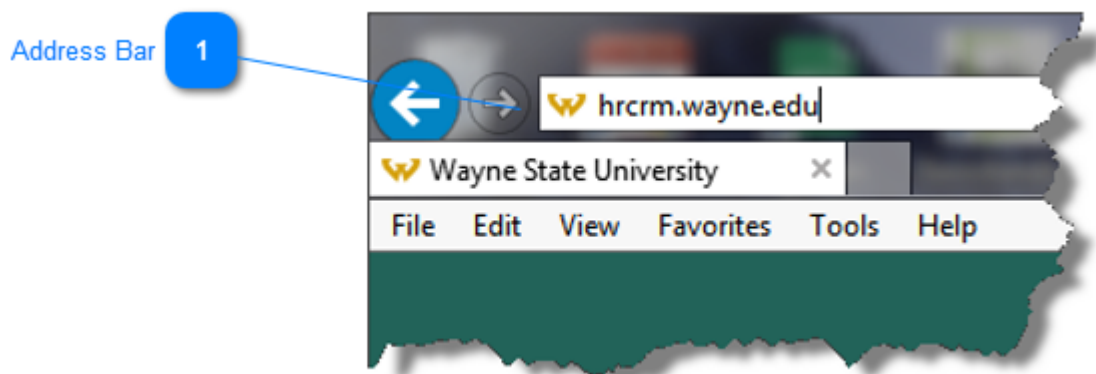 Address Bar 1
hrcrm.wayne.edu
Wayne State University
File Edit View Favorites Tools Help